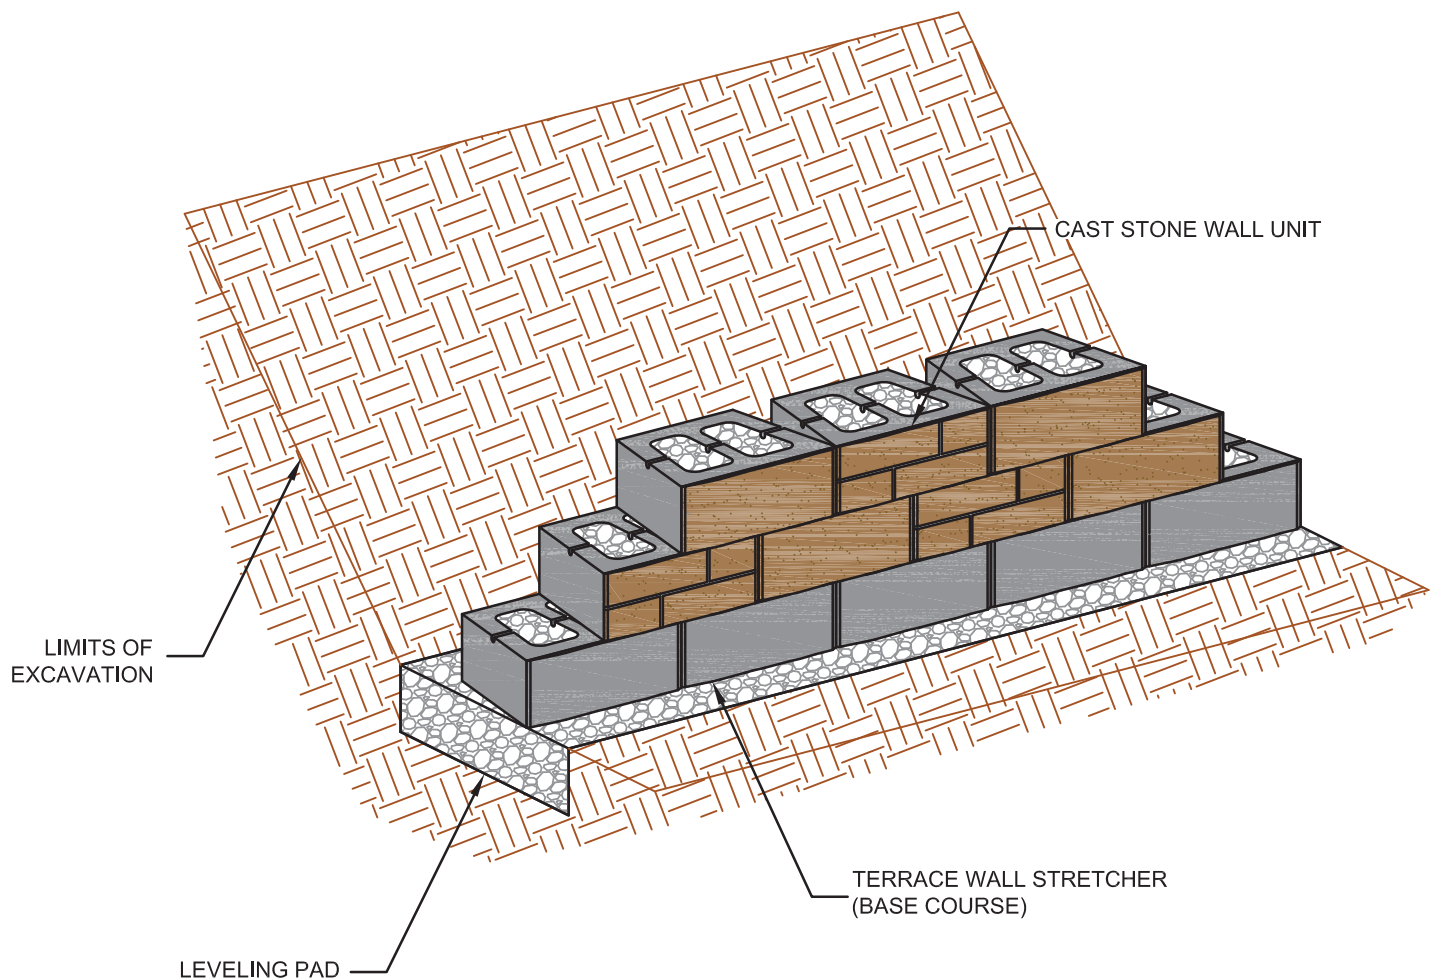 CAST STONE WALL UNIT
LIMITS OF
EXCAVATION
TERRACE WALL STRETCHER
(BASE COURSE)
LEVELING PAD